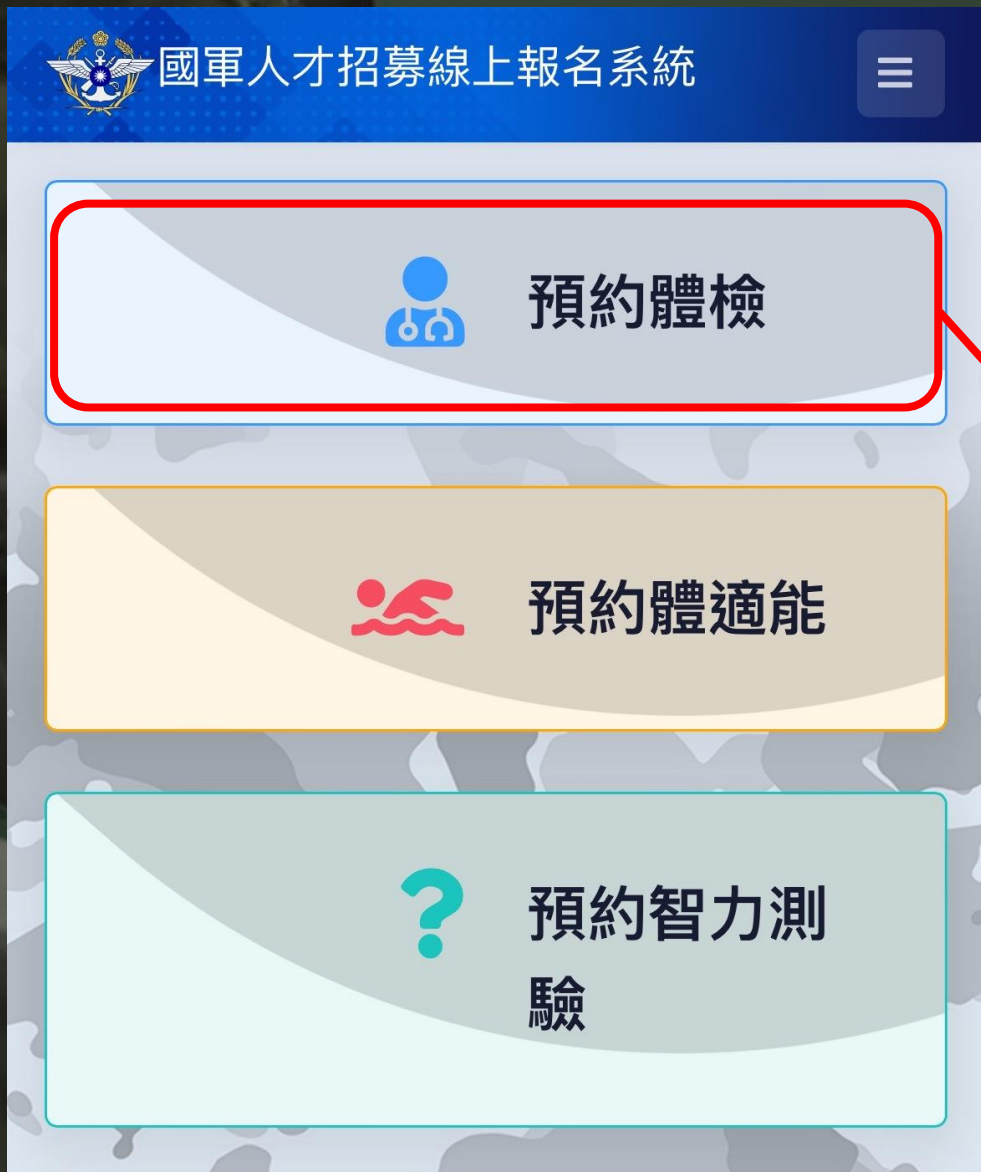 國軍人才招募線上報名系統
預約體檢
預約體適能
預約智力測
驗